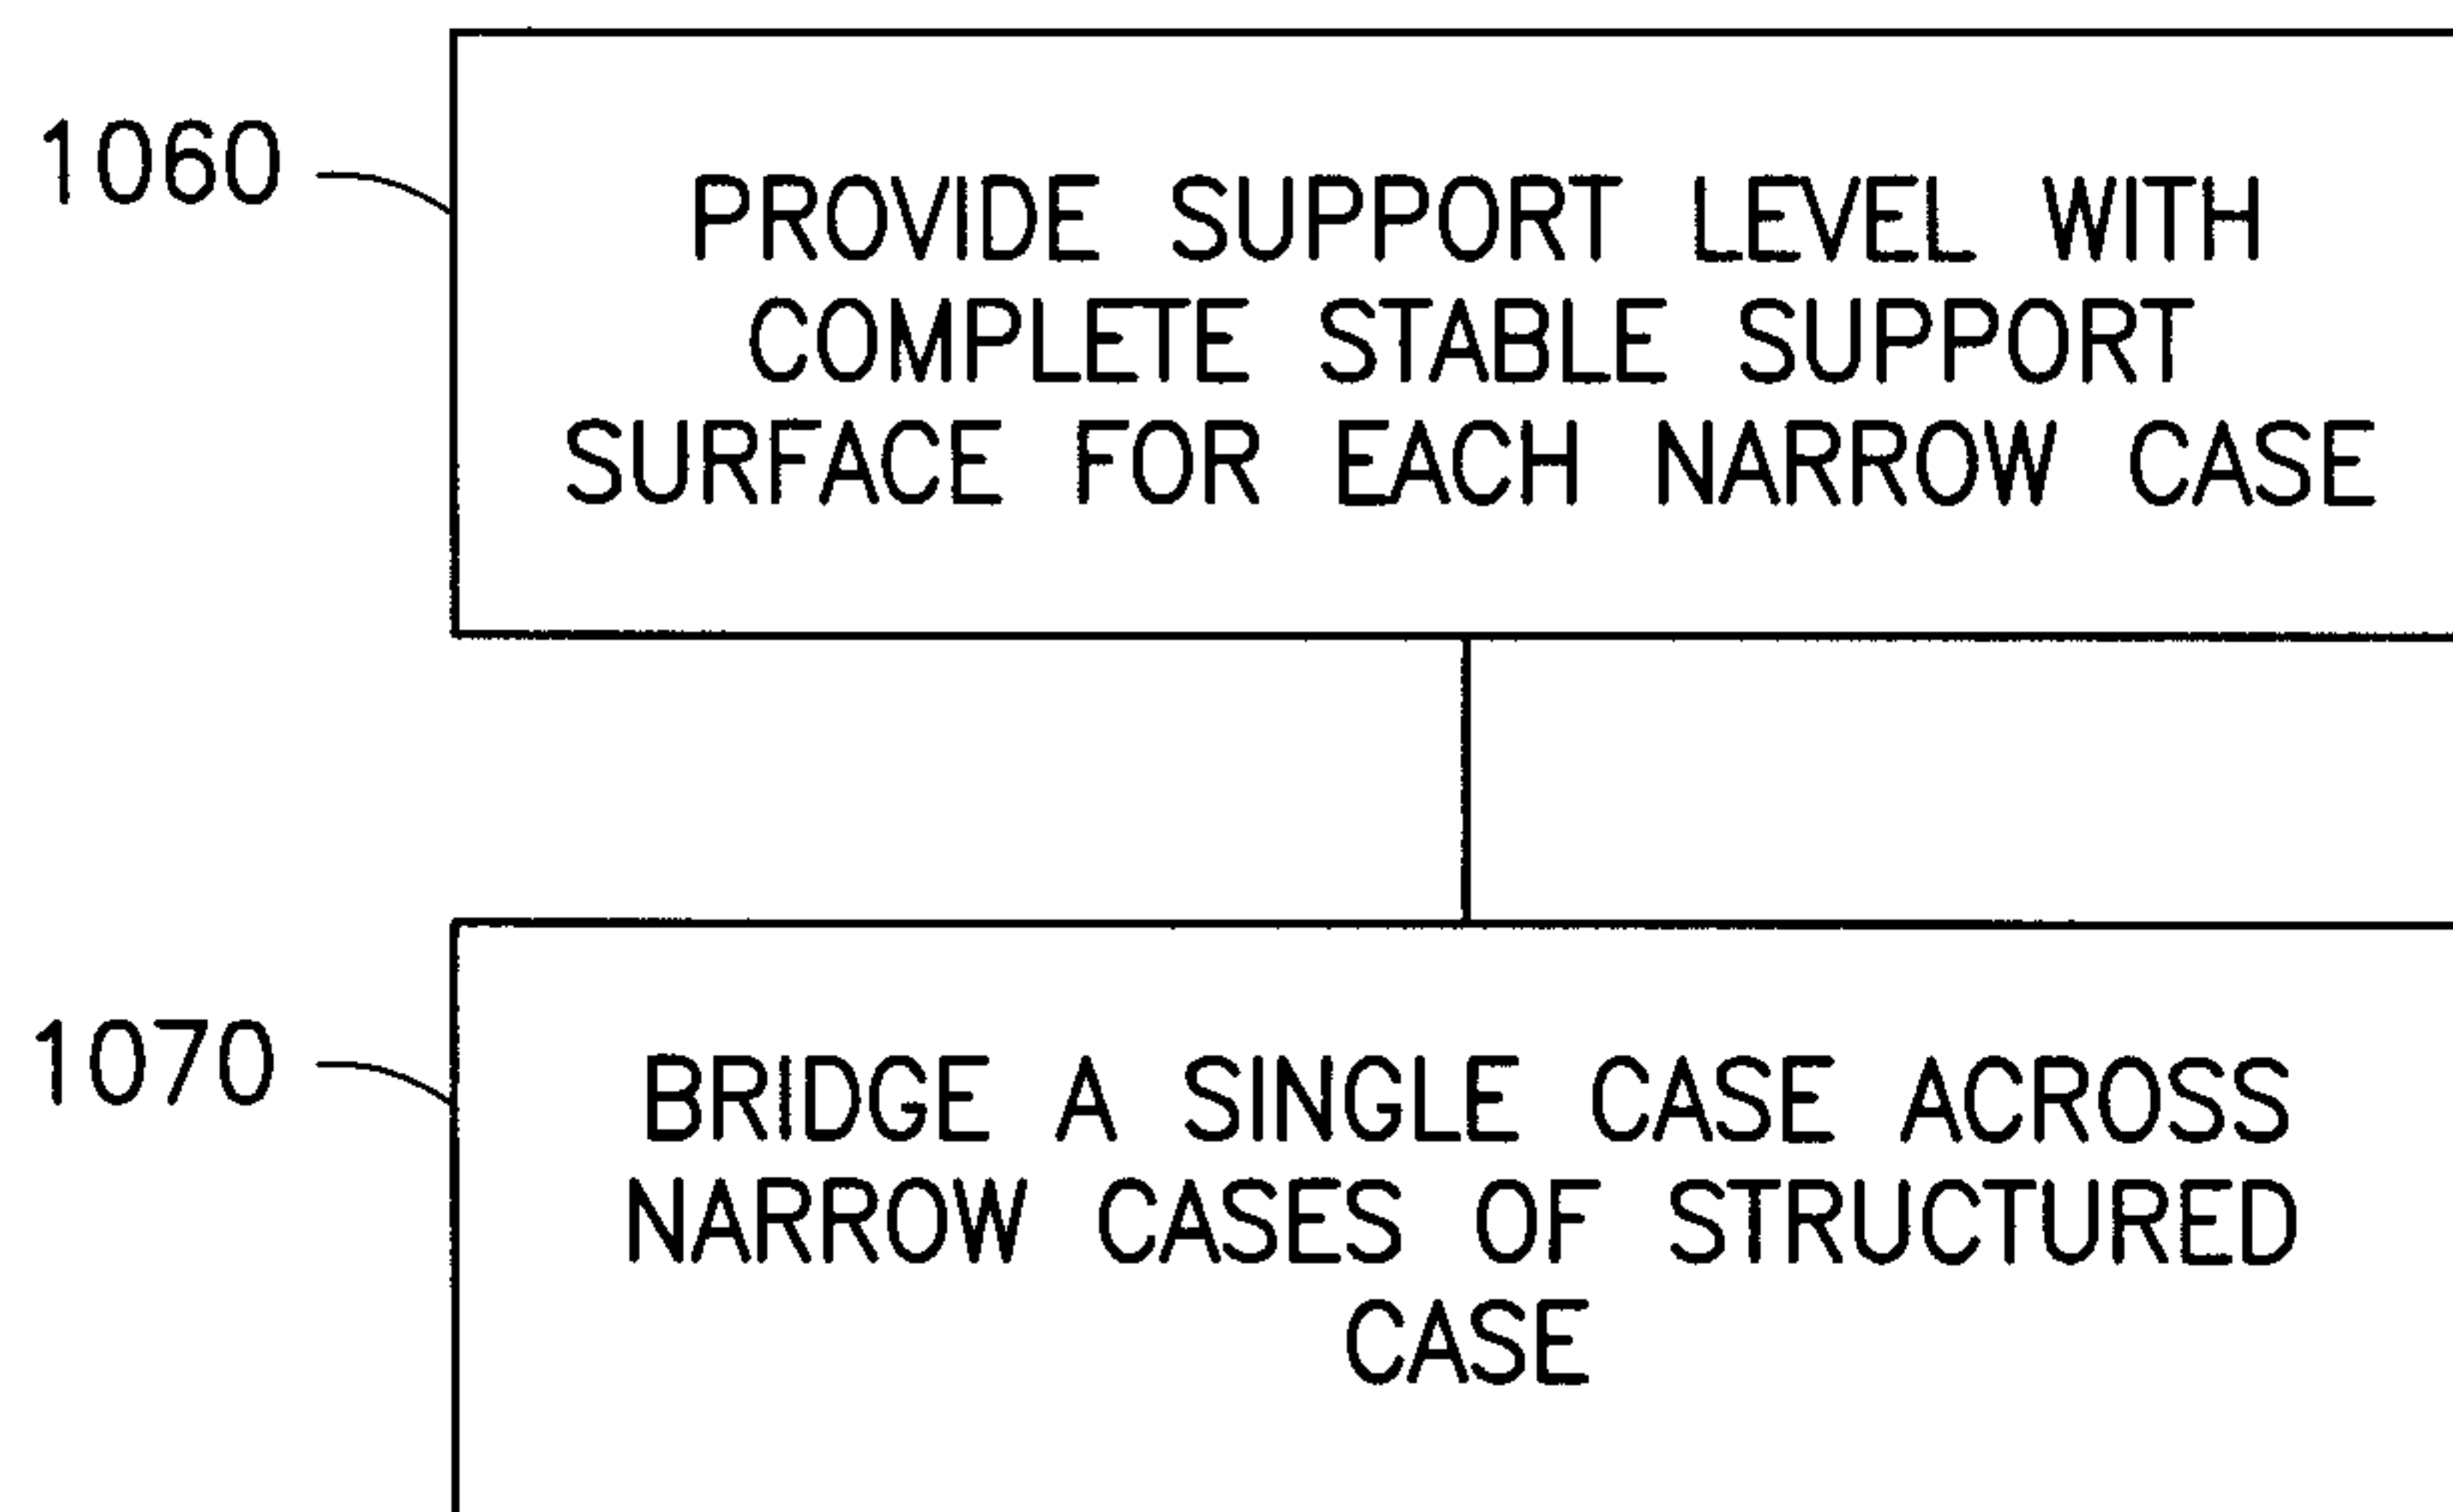 1060
PROVIDE SUPPORT LEVEL WITH
COMPLETE STABLE SUPPORT
SURFACE FOR EACH NARROW CASE
1070
BRIDGE A SINGLE CASE ACROSS
NARROW CASES OF STRUCTURED
CASE